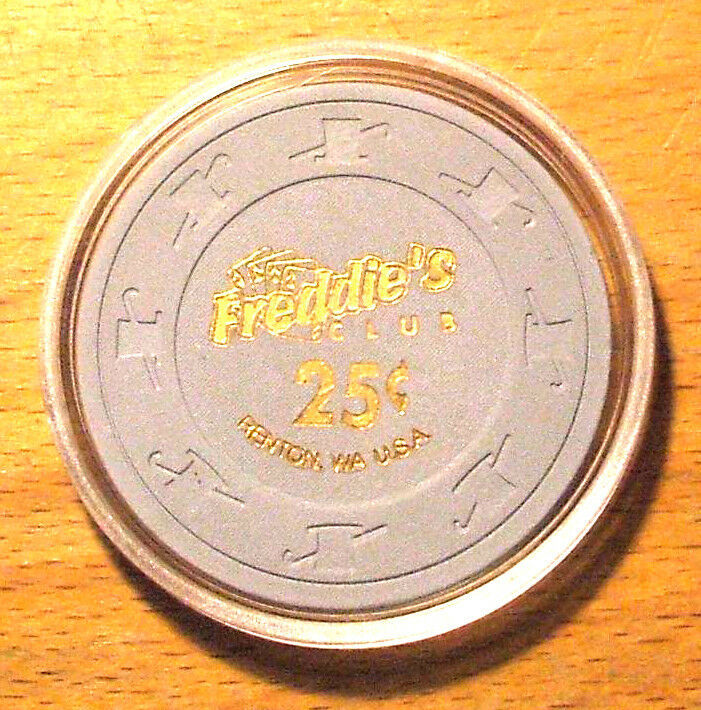 Freddie's
CLUB
25¢
RENTON, WA U.S.A